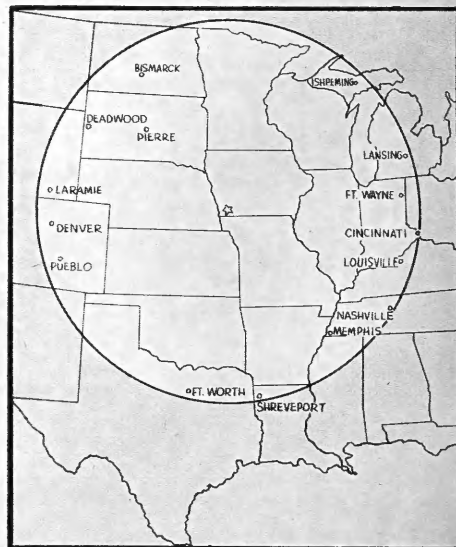 BISMARCK
ISHPEMING
DEADWOOD
PIERRE
LANSING
LARAMIE
FT. WAYNE
DENVER
CINCINNATI
PUEBLO
LOUISVILLE
NASHVILLE
MEMPHIS
FT. WORTH
SHREVEPORT